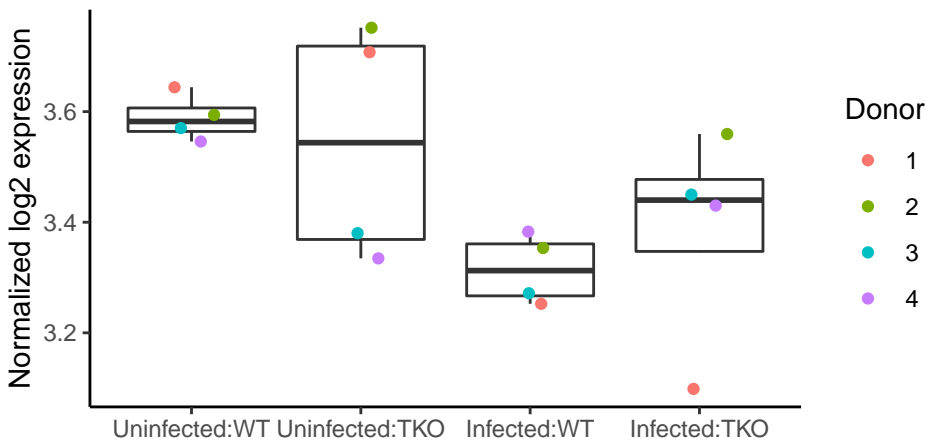 Normalized log2 expression
3.6
3.4
3.2
Uninfected:WT
Uninfected:TKO
Infected:WT
Infected:TKO
Donor
1
2
3
4